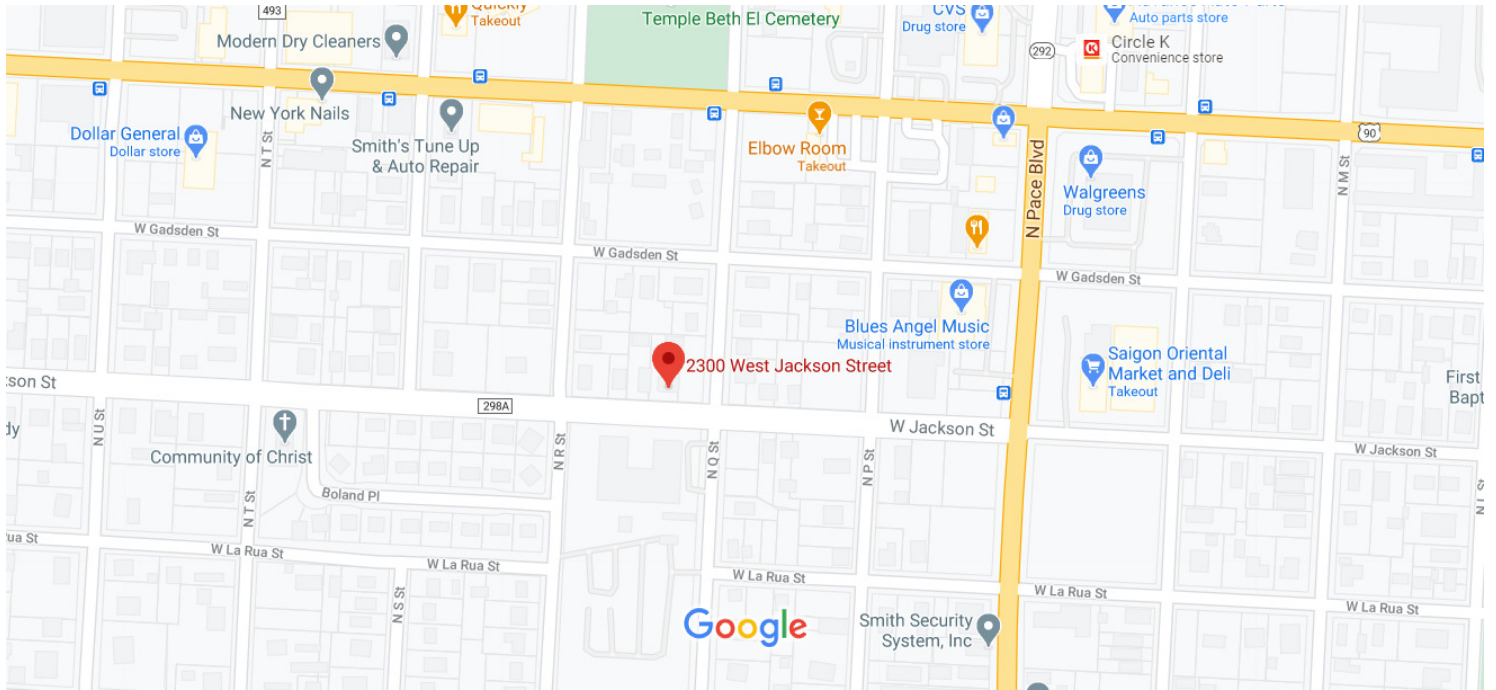 493
Quickly
Takeout
Temple Beth El Cemetery
CVS
Drug store
Auto parts store
Modern Dry Cleaners
292
Circle K
Convenience store
New York Nails
90
Dollar General
Dollar store
N T St
Smith's Tune Up
& Auto Repair
Elbow Room
Takeout
N Pace Blvd
Walgreens
Drug store
N M St
W Gadsden St
W Gadsden St
W Gadsden St
Blues Angel Music
Musical instrument store
2300 West Jackson Street
Saigon Oriental
Market and Deli
Takeout
First
Bapt
kson St
298A
W Jackson St
W Jackson St
N U St
dy
Community of Christ
N R St
N Q St
N P St
Boland Pl
N T St
N L St
ua St
W La Rua St
W La Rua St
W La Rua St
W La Rua St
W La Rua St
N S St
Google
Smith Security
System, Inc